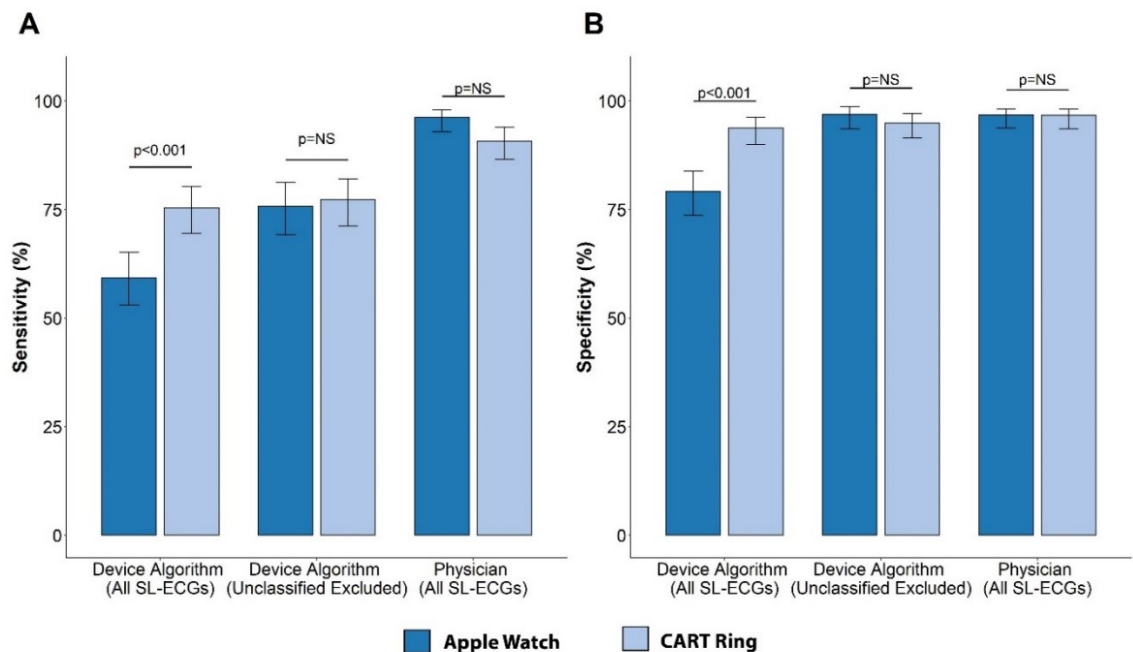 A
B
p<0.001
p=NS
p=NS
p<0.001
p=NS
p=NS
Sensitivity (%)
100
75
50
25
0
Specificity (%)
100
75
50
25
0
Device Algorithm
(All SL-ECGs)
Device Algorithm
(Unclassified Excluded)
Physician
(All SL-ECGs)
Device Algorithm
(All SL-ECGs)
Device Algorithm
(Unclassified Excluded)
Physician
(All SL-ECGs)
Apple Watch
CART Ring